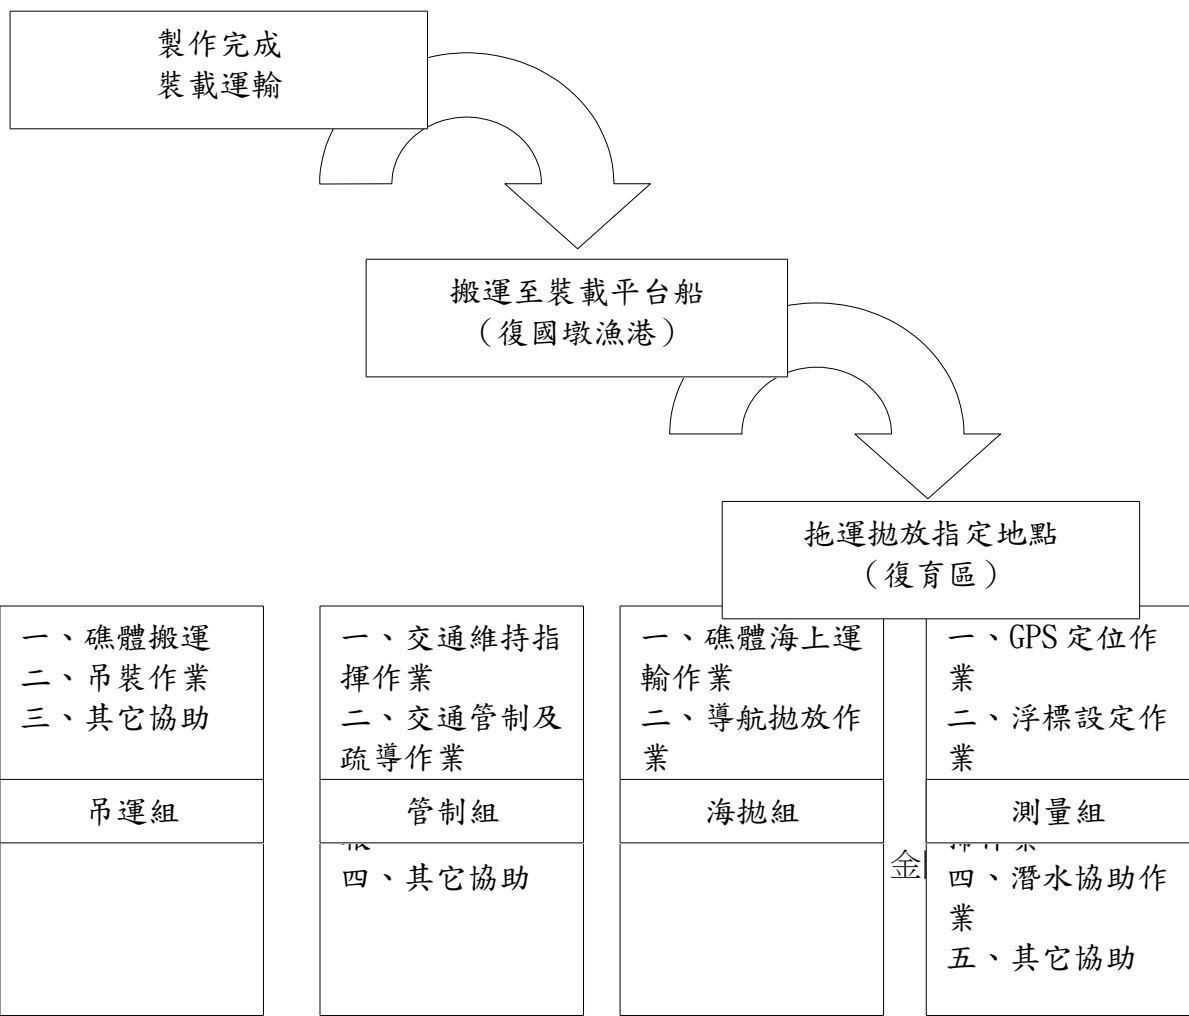 製作完成
裝載運輸
搬運至裝載平台船
（復國墩漁港）
拖運拋放指定地點
（復育區）
一、礁體搬運
二、吊裝作業
三、其它協助
吊運組
一、交通維持指
揮作業
二、交通管制及
疏導作業
管制組
四、其它協助
一、礁體海上運
輸作業
二、導航拋放作
業
海拋組
金
一、GPS定位作
業
二、浮標設定作
業
測量組
四、潛水協助作
業
五、其它協助